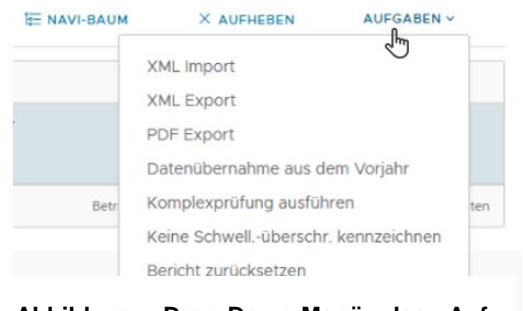 NAVI-BAUM × AUFHEBEN AUFGABEN
XML Import
XML Export
PDF Export
Datenübernahme aus dem Vorjahr
Komplexprüfung ausführen
Keine Schwell.-überschr. kennzeichnen
Bericht zurücksetzen